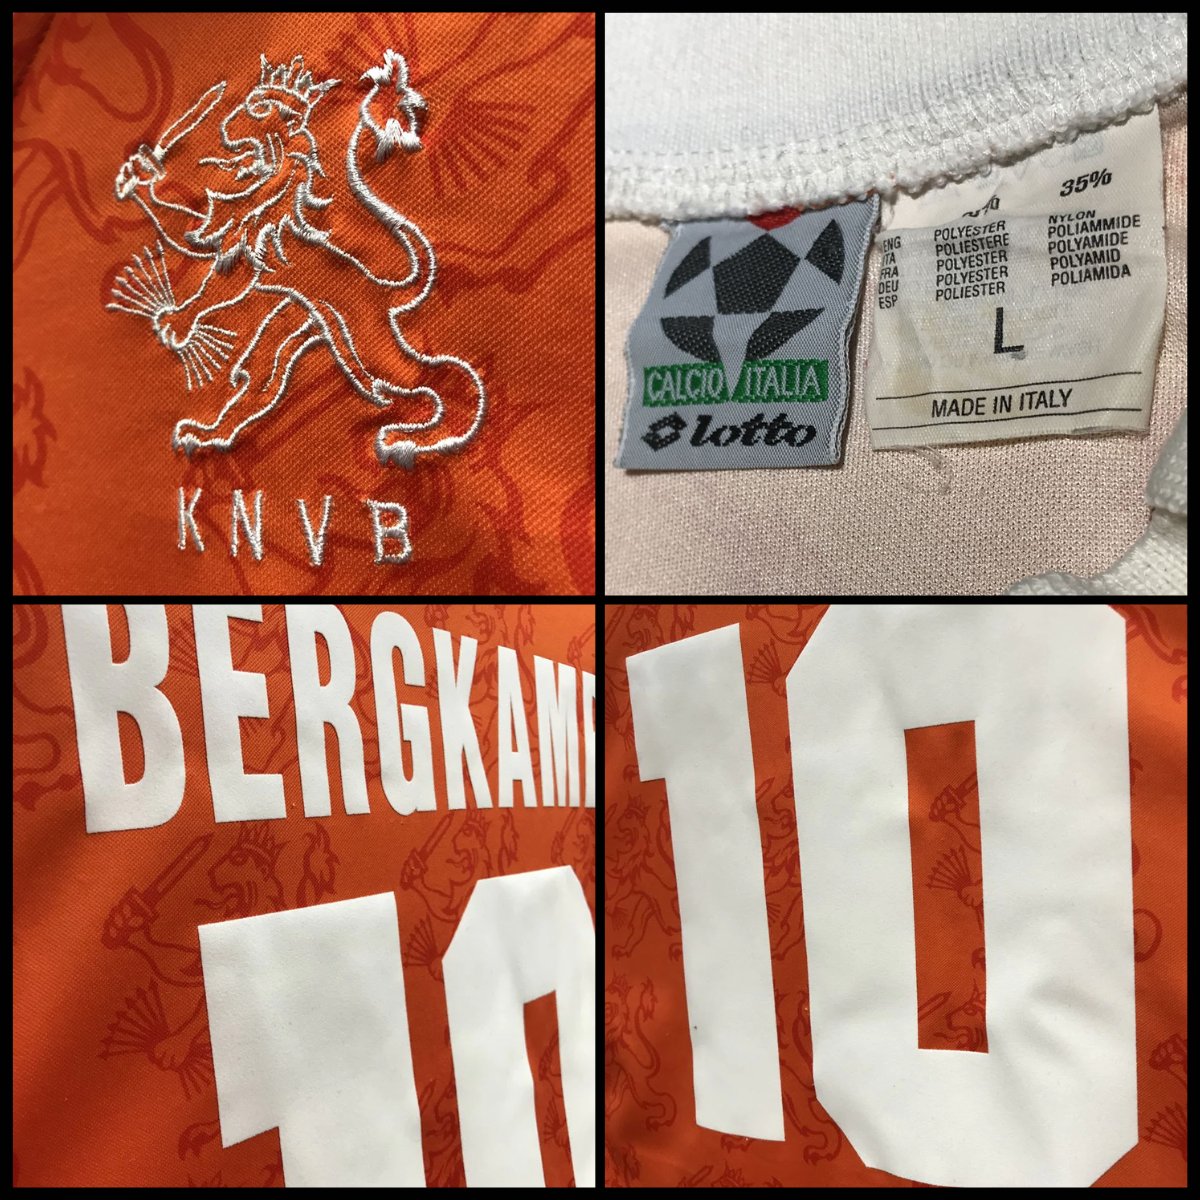 KNVB
CALCIO ITALIA
lotto
35%
NYLON
ENG POLYESTER POLIAMMIDE
ITA POLIESTERE POLYAMIDE
FRA POLYESTER POLYAMID
DEU POLYESTER POLIAMIDA
ESP POLIESTER
L
MADE IN ITALY
BERGKAMP
10
10